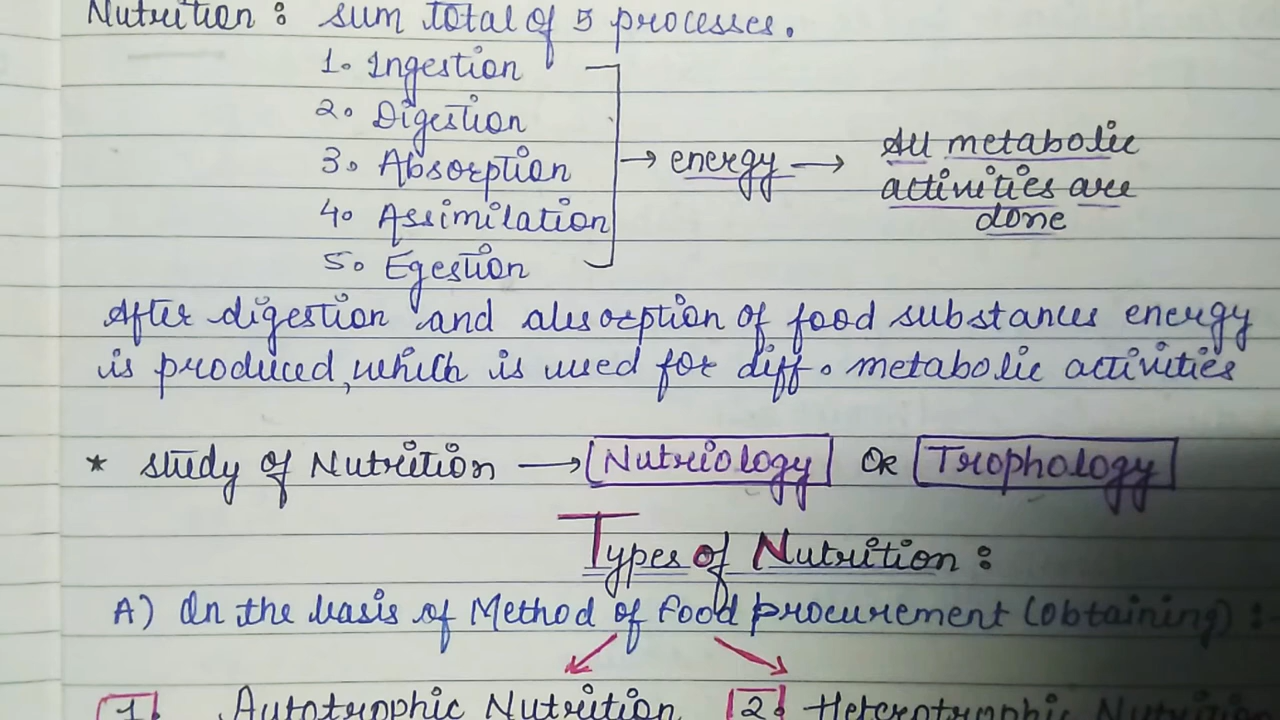 Nutrition : sum total of 5 processes.
1. Ingestion
2. Digestion
3. Absorption
4. Assimilation
5. Egestion
→ energy → All metabolic
activities are
done
After digestion and absorption of food substances energy
is produced, which is used for diff. metabolic activities
* study of Nutrition → Nutriology OR Trophology
Types of Nutrition :
A) On the basis of Method of food procurement (obtaining) :-
1. Autotrophic Nutrition 2. Heterotrophic Nutrition